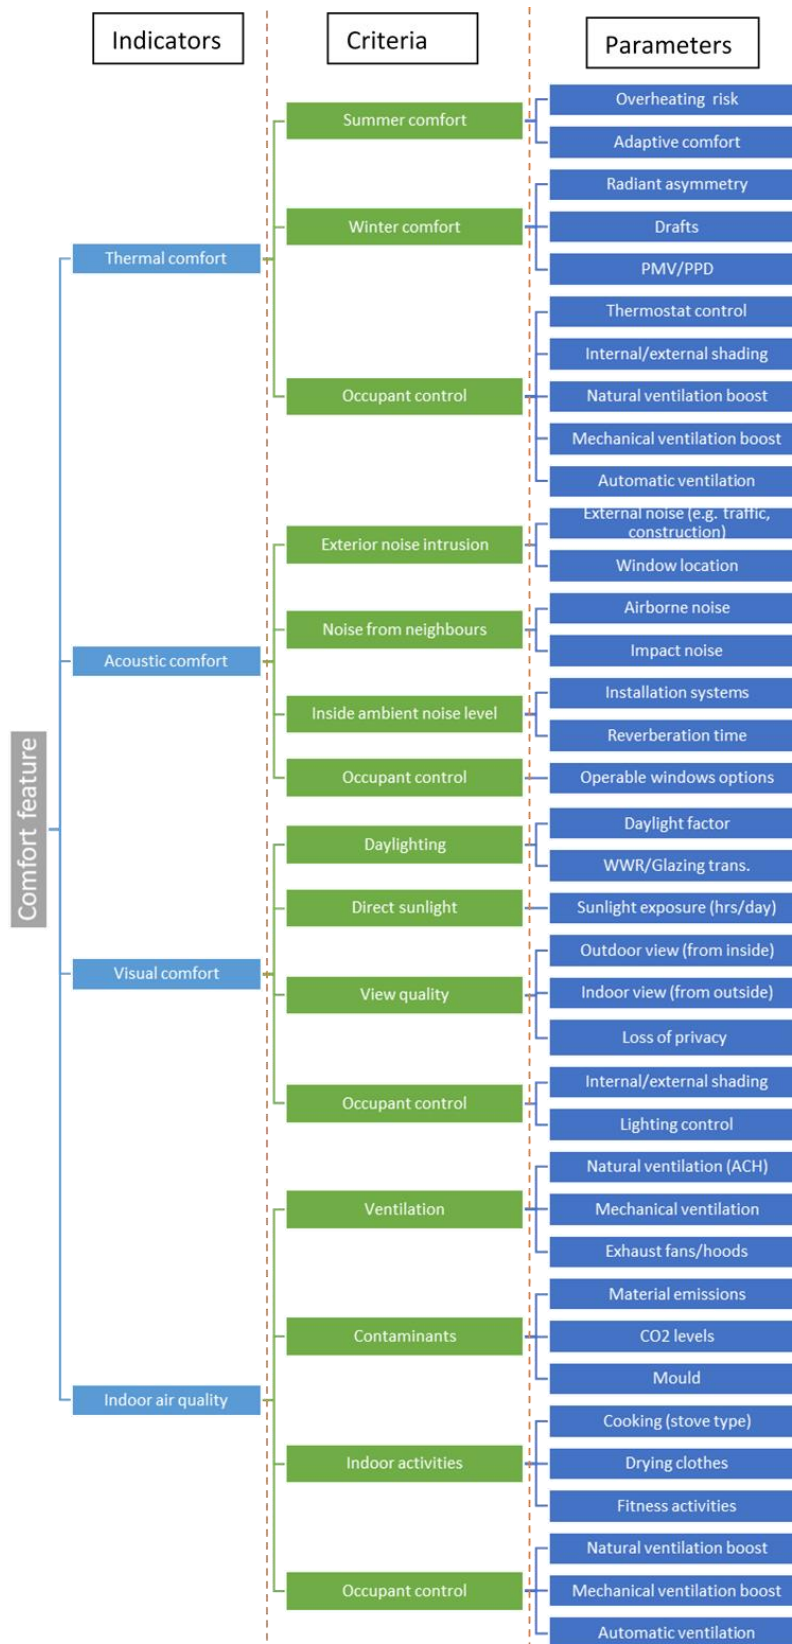 Indicators
Criteria
Parameters
Comfort feature
Thermal comfort
Summer comfort
Overheating risk
Adaptive comfort
Winter comfort
Radiant asymmetry
Drafts
PMV/PPD
Occupant control
Thermostat control
Internal/external shading
Natural ventilation boost
Mechanical ventilation boost
Automatic ventilation
Acoustic comfort
Exterior noise intrusion
External noise (e.g. traffic,
construction)
Window location
Noise from neighbours
Airborne noise
Impact noise
Inside ambient noise level
Installation systems
Reverberation time
Occupant control
Operable windows options
Visual comfort
Daylighting
Daylight factor
WWR/Glazing trans.
Direct sunlight
Sunlight exposure (hrs/day)
View quality
Outdoor view (from inside)
Indoor view (from outside)
Loss of privacy
Occupant control
Internal/external shading
Lighting control
Indoor air quality
Ventilation
Natural ventilation (ACH)
Mechanical ventilation
Exhaust fans/hoods
Contaminants
Material emissions
CO2 levels
Mould
Indoor activities
Cooking (stove type)
Drying clothes
Fitness activities
Occupant control
Natural ventilation boost
Mechanical ventilation boost
Automatic ventilation